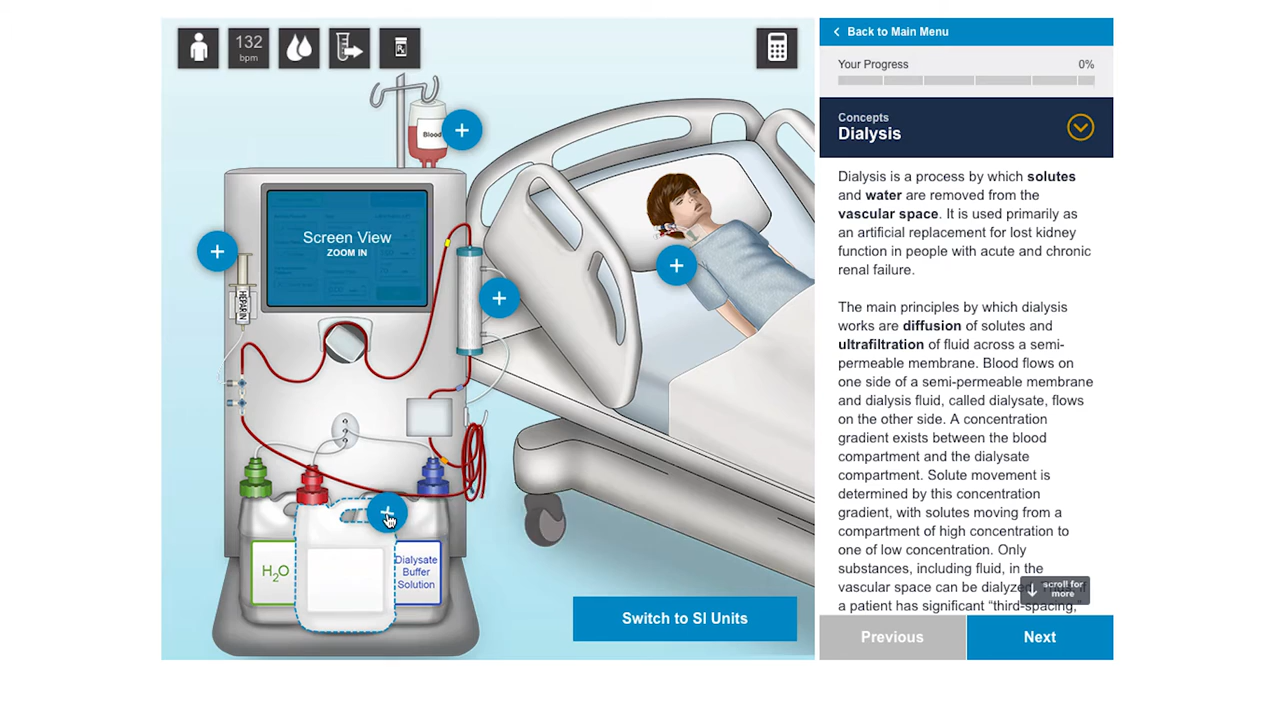 132
bpm
Rx
Blood
Screen View
ZOOM IN
HEPARIN
H₂O
Dialysate
Buffer
Solution
Switch to SI Units
Back to Main Menu
Your Progress 0%
Concepts
Dialysis
Dialysis is a process by which solutes
and water are removed from the
vascular space. It is used primarily as
an artificial replacement for lost kidney
function in people with acute and chronic
renal failure.
The main principles by which dialysis
works are diffusion of solutes and
ultrafiltration of fluid across a semi-
permeable membrane. Blood flows on
one side of a semi-permeable membrane
and dialysis fluid, called dialysate, flows
on the other side. A concentration
gradient exists between the blood
compartment and the dialysate
compartment. Solute movement is
determined by this concentration
gradient, with solutes moving from a
compartment of high concentration to
one of low concentration. Only
substances, including fluid, in the
vascular space can be dialyzed.
a patient has significant “third-spacing,”
scroll for
more
Previous
Next